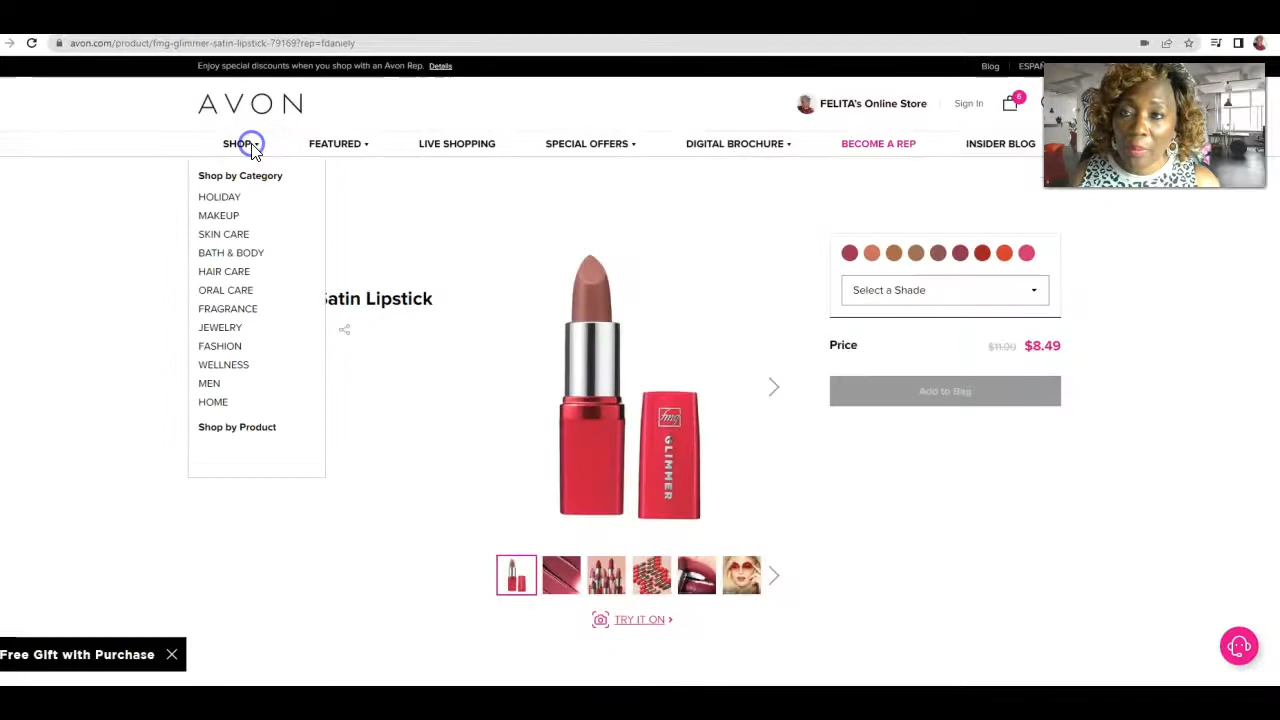 avon.com/product/fmg-glimmer-satin-lipstick-79169?rep=fdaniely
Enjoy special discounts when you shop with an Avon Rep. Details
Blog
ESPAÑ
AVON
FELITA's Online Store
Sign In
6
SHOP
FEATURED
LIVE SHOPPING
SPECIAL OFFERS
DIGITAL BROCHURE
BECOME A REP
INSIDER BLOG
Shop by Category
HOLIDAY
MAKEUP
SKIN CARE
BATH & BODY
HAIR CARE
ORAL CARE
FRAGRANCE
JEWELRY
FASHION
WELLNESS
MEN
HOME
Shop by Product
Satin Lipstick
fmg
GLIMMER
Select a Shade
Price
$11.00 $8.49
Add to Bag
TRY IT ON
Free Gift with Purchase